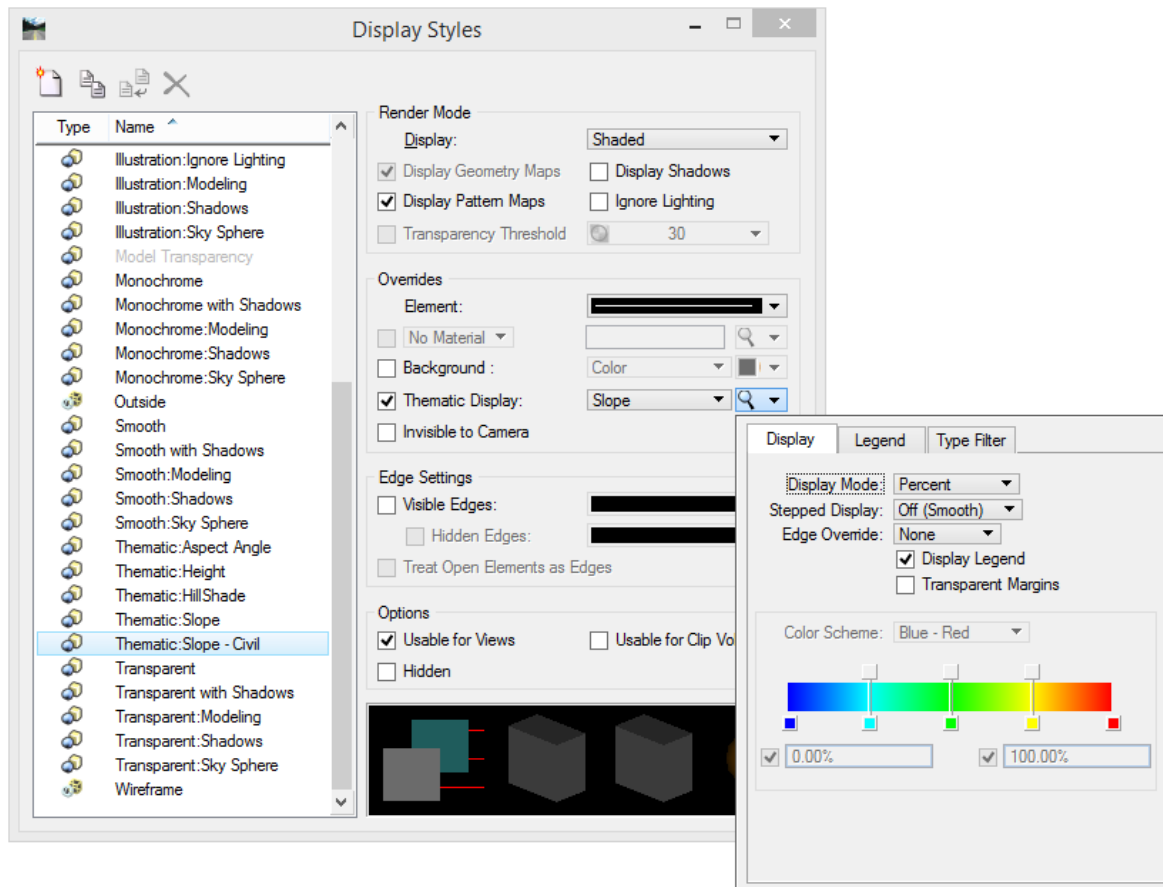 Display Styles
Type Name
Illustration:Ignore Lighting
Illustration:Modeling
Illustration:Shadows
Illustration:Sky Sphere
Model Transparency
Monochrome
Monochrome with Shadows
Monochrome:Modeling
Monochrome:Shadows
Monochrome:Sky Sphere
Outside
Smooth
Smooth with Shadows
Smooth:Modeling
Smooth:Shadows
Smooth:Sky Sphere
Thematic:Aspect Angle
Thematic:Height
Thematic:HillShade
Thematic:Slope
Thematic:Slope - Civil
Transparent
Transparent with Shadows
Transparent:Modeling
Transparent:Shadows
Transparent:Sky Sphere
Wireframe
Render Mode
Display: Shaded
Display Geometry Maps Display Shadows
Display Pattern Maps Ignore Lighting
Transparency Threshold 30
Overrides
Element:
No Material
Background : Color
Thematic Display: Slope
Invisible to Camera
Edge Settings
Visible Edges:
Hidden Edges:
Treat Open Elements as Edges
Options
Usable for Views Usable for Clip Vo
Hidden
Display Legend Type Filter
Display Mode: Percent
Stepped Display: Off (Smooth)
Edge Override: None
Display Legend
Transparent Margins
Color Scheme: Blue - Red
0.00% 100.00%